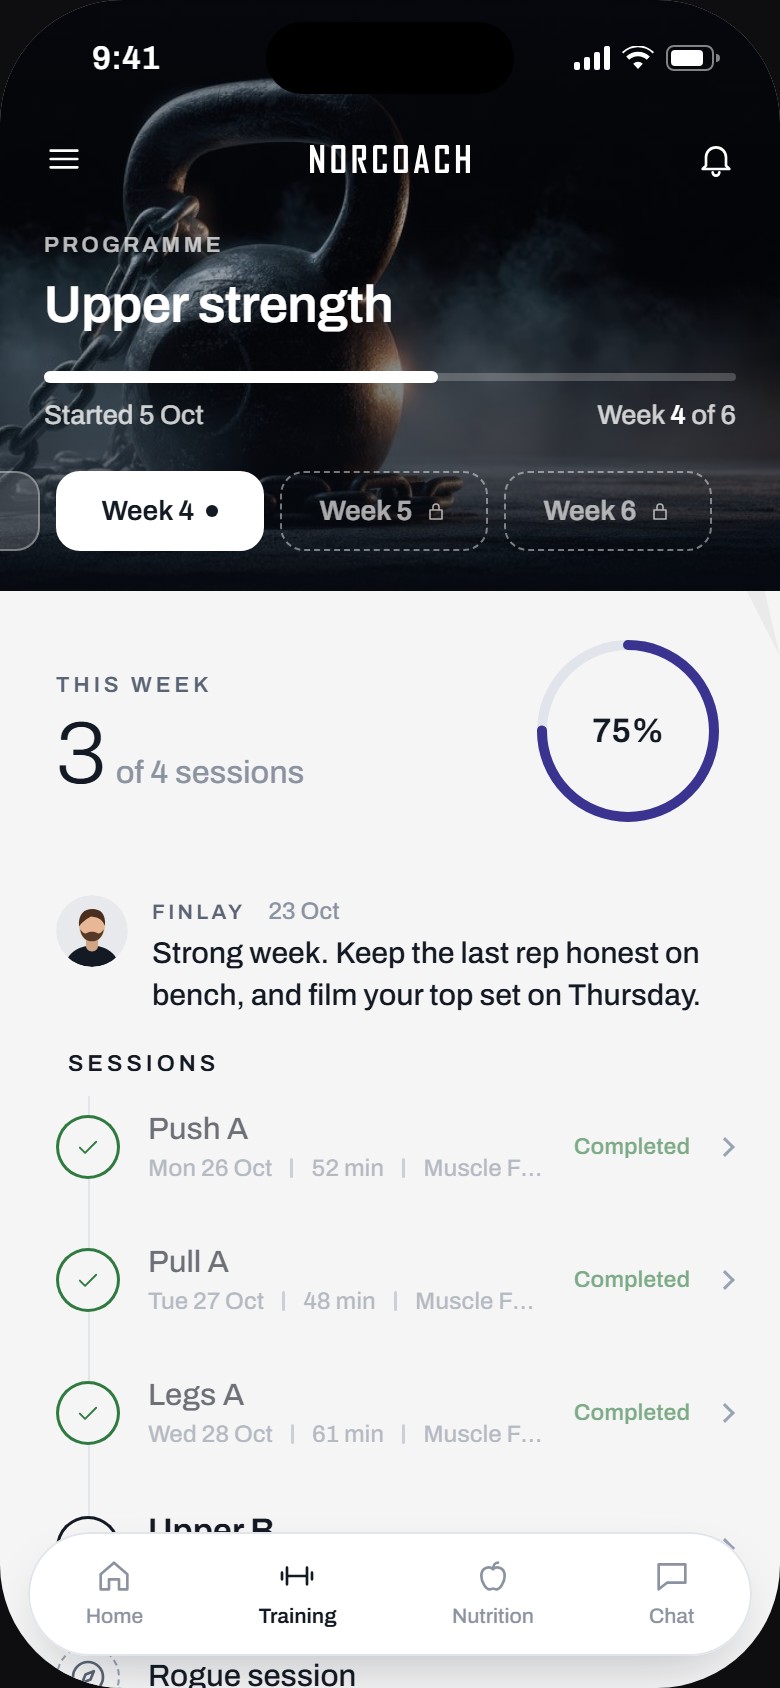 9:41
NORCOACH
PROGRAMME
Upper strength
Started 5 Oct
Week 4 of 6
Week 4
Week 5
Week 6
THIS WEEK
3 of 4 sessions
75%
FINLAY 23 Oct
Strong week. Keep the last rep honest on
bench, and film your top set on Thursday.
SESSIONS
Push A
Mon 26 Oct | 52 min | Muscle F...
Completed
Pull A
Tue 27 Oct | 48 min | Muscle F...
Completed
Legs A
Wed 28 Oct | 61 min | Muscle F...
Completed
Upper B
Home
Training
Nutrition
Chat
Rogue session